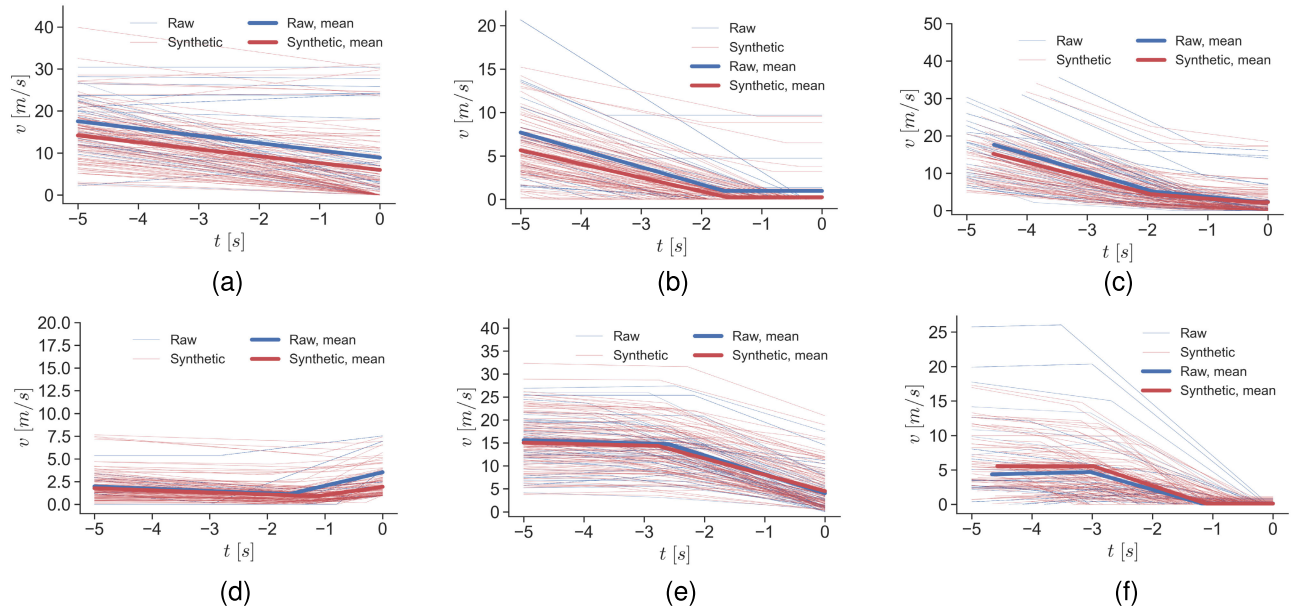 Raw
Raw, mean
Synthetic
Synthetic, mean
40
30
20
10
0
v [m/s]
−5 −4 −3 −2 −1 0
t [s]
(a)
20
15
10
5
0
v [m/s]
Raw
Synthetic
Raw, mean
Synthetic, mean
−5 −4 −3 −2 −1 0
t [s]
(b)
50
40
30
20
10
0
v [m/s]
Raw
Raw, mean
Synthetic
Synthetic, mean
−5 −4 −3 −2 −1 0
t [s]
(c)
20.0
17.5
15.0
12.5
10.0
7.5
5.0
2.5
0.0
v [m/s]
Raw
Raw, mean
Synthetic
Synthetic, mean
−5 −4 −3 −2 −1 0
t [s]
(d)
40
35
30
25
20
15
10
5
0
v [m/s]
Raw
Raw, mean
Synthetic
Synthetic, mean
−5 −4 −3 −2 −1 0
t [s]
(e)
25
20
15
10
5
0
v [m/s]
Raw
Synthetic
Raw, mean
Synthetic, mean
−5 −4 −3 −2 −1 0
t [s]
(f)